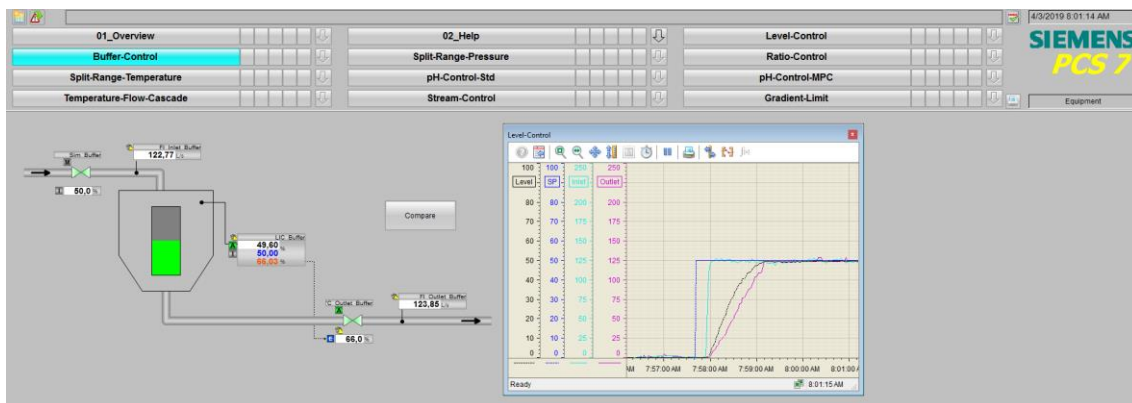 4/3/2019 8:01:14 AM
01_Overview 02_Help Level-Control
SIEMENS
Buffer-Control Split-Range-Pressure Ratio-Control
PCS 7
Split-Range-Temperature pH-Control-Std pH-Control-MPC
Temperature-Flow-Cascade Stream-Control Gradient-Limit
Equipment
Level-Control
FI_Inlet_Buffer
122,77 L/s
Sim_Buffer
50,0 %
Compare
LIC_Buffer
49,60 %
50,00
66,03 %
FI_Outlet_Buffer
123,85 L/s
Outlet_Buffer
66,0 %
100 100 250 250
Level SP Inlet Outlet
80 80 200 200
70 70 175 175
60 60 150 150
50 50 125 125
40 40 100 100
30 30 75 75
20 20 50 50
10 10 25 25
0 0 0 0
7:57:00 AM 7:58:00 AM 7:59:00 AM 8:00:00 AM 8:01:00
Ready 8:01:15 AM